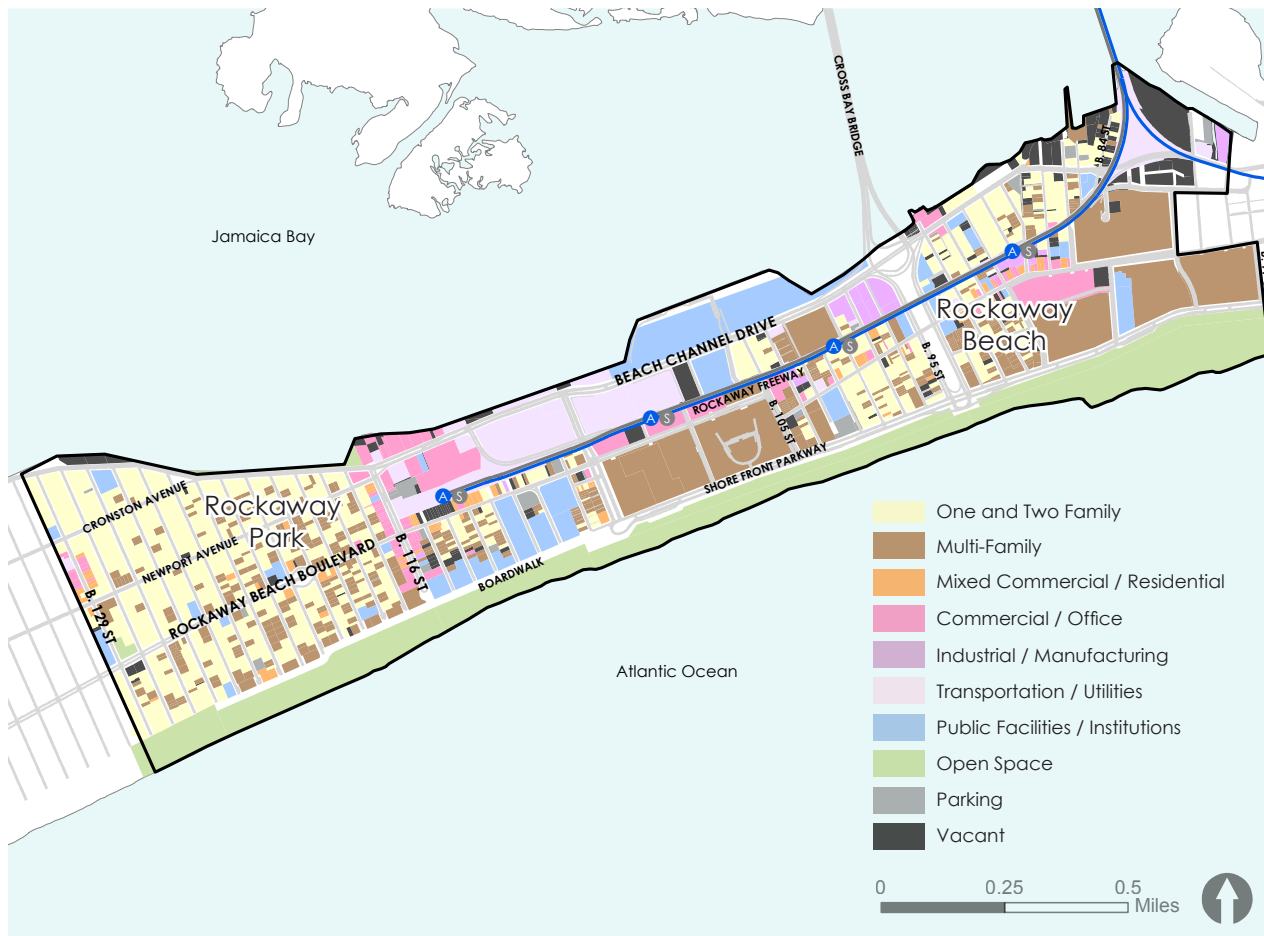 CROSS BAY BRIDGE
B. 84 ST
Jamaica Bay
A S
Rockaway
Beach
BEACH CHANNEL DRIVE
A S
B. 95 ST
ROCKAWAY FREEWAY
A S
B. 105 ST
SHORE FRONT PARKWAY
A S
CRONSTON AVENUE
Rockaway
Park
NEWPORT AVENUE
ROCKAWAY BEACH BOULEVARD
B. 116 ST
BOARDWALK
B. 129 ST
Atlantic Ocean
One and Two Family
Multi-Family
Mixed Commercial / Residential
Commercial / Office
Industrial / Manufacturing
Transportation / Utilities
Public Facilities / Institutions
Open Space
Parking
Vacant
0 0.25 0.5
Miles